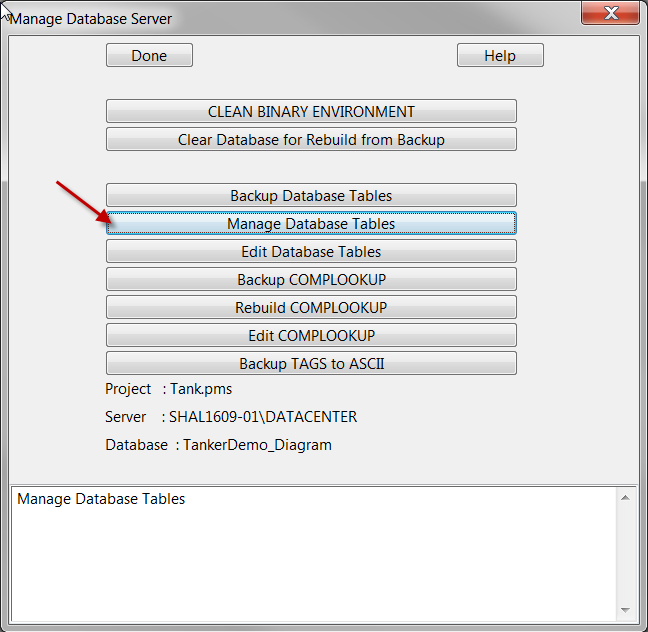 Manage Database Server
Done
Help
CLEAN BINARY ENVIRONMENT
Clear Database for Rebuild from Backup
Backup Database Tables
Manage Database Tables
Edit Database Tables
Backup COMPLOOKUP
Rebuild COMPLOOKUP
Edit COMPLOOKUP
Backup TAGS to ASCII
Project : Tank.pms
Server : SHAL1609-01\DATACENTER
Database : TankerDemo_Diagram
Manage Database Tables